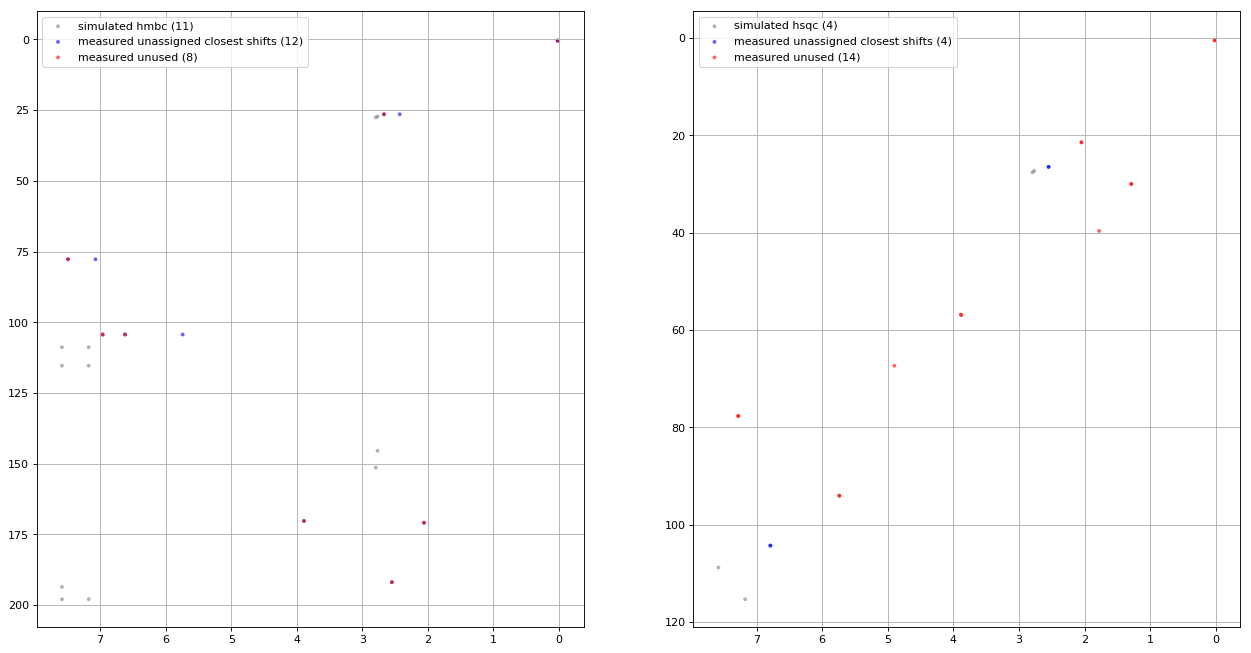 simulated hmbc (11)
measured unassigned closest shifts (12)
measured unused (8)
0
25
50
75
100
125
150
175
200
7 6 5 4 3 2 1 0
simulated hsqc (4)
measured unassigned closest shifts (4)
measured unused (14)
0
20
40
60
80
100
120
7 6 5 4 3 2 1 0